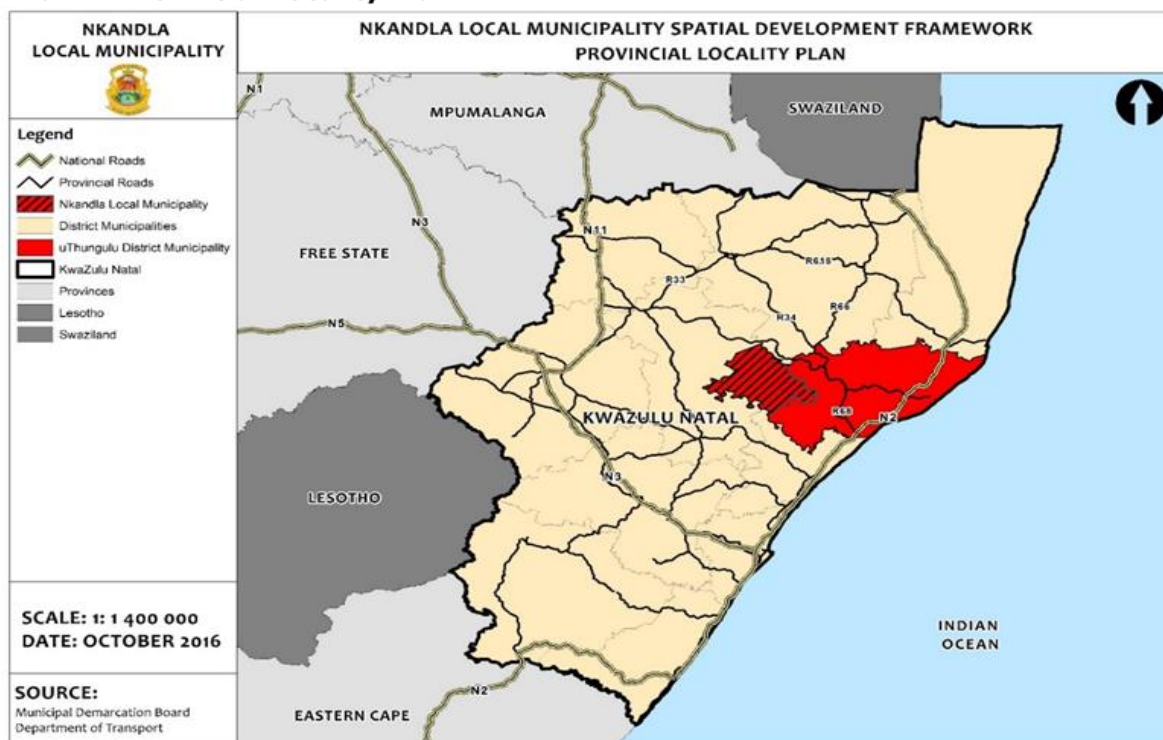 NKANDLA
LOCAL MUNICIPALITY
NKANDLA LOCAL MUNICIPALITY SPATIAL DEVELOPMENT FRAMEWORK
PROVINCIAL LOCALITY PLAN
Legend
National Roads
Provincial Roads
Nkandla Local Municipality
District Municipalities
uThungulu District Municipality
KwaZulu Natal
Provinces
Lesotho
Swaziland
SCALE: 1: 1 400 000
DATE: OCTOBER 2016
SOURCE:
Municipal Demarcation Board
Department of Transport
N1
MPUMALANGA
SWAZILAND
N3
N11
FREE STATE
R33
R618
R66
R34
N5
KWAZULU NATAL
R68
N2
N3
LESOTHO
INDIAN
OCEAN
N2
EASTERN CAPE